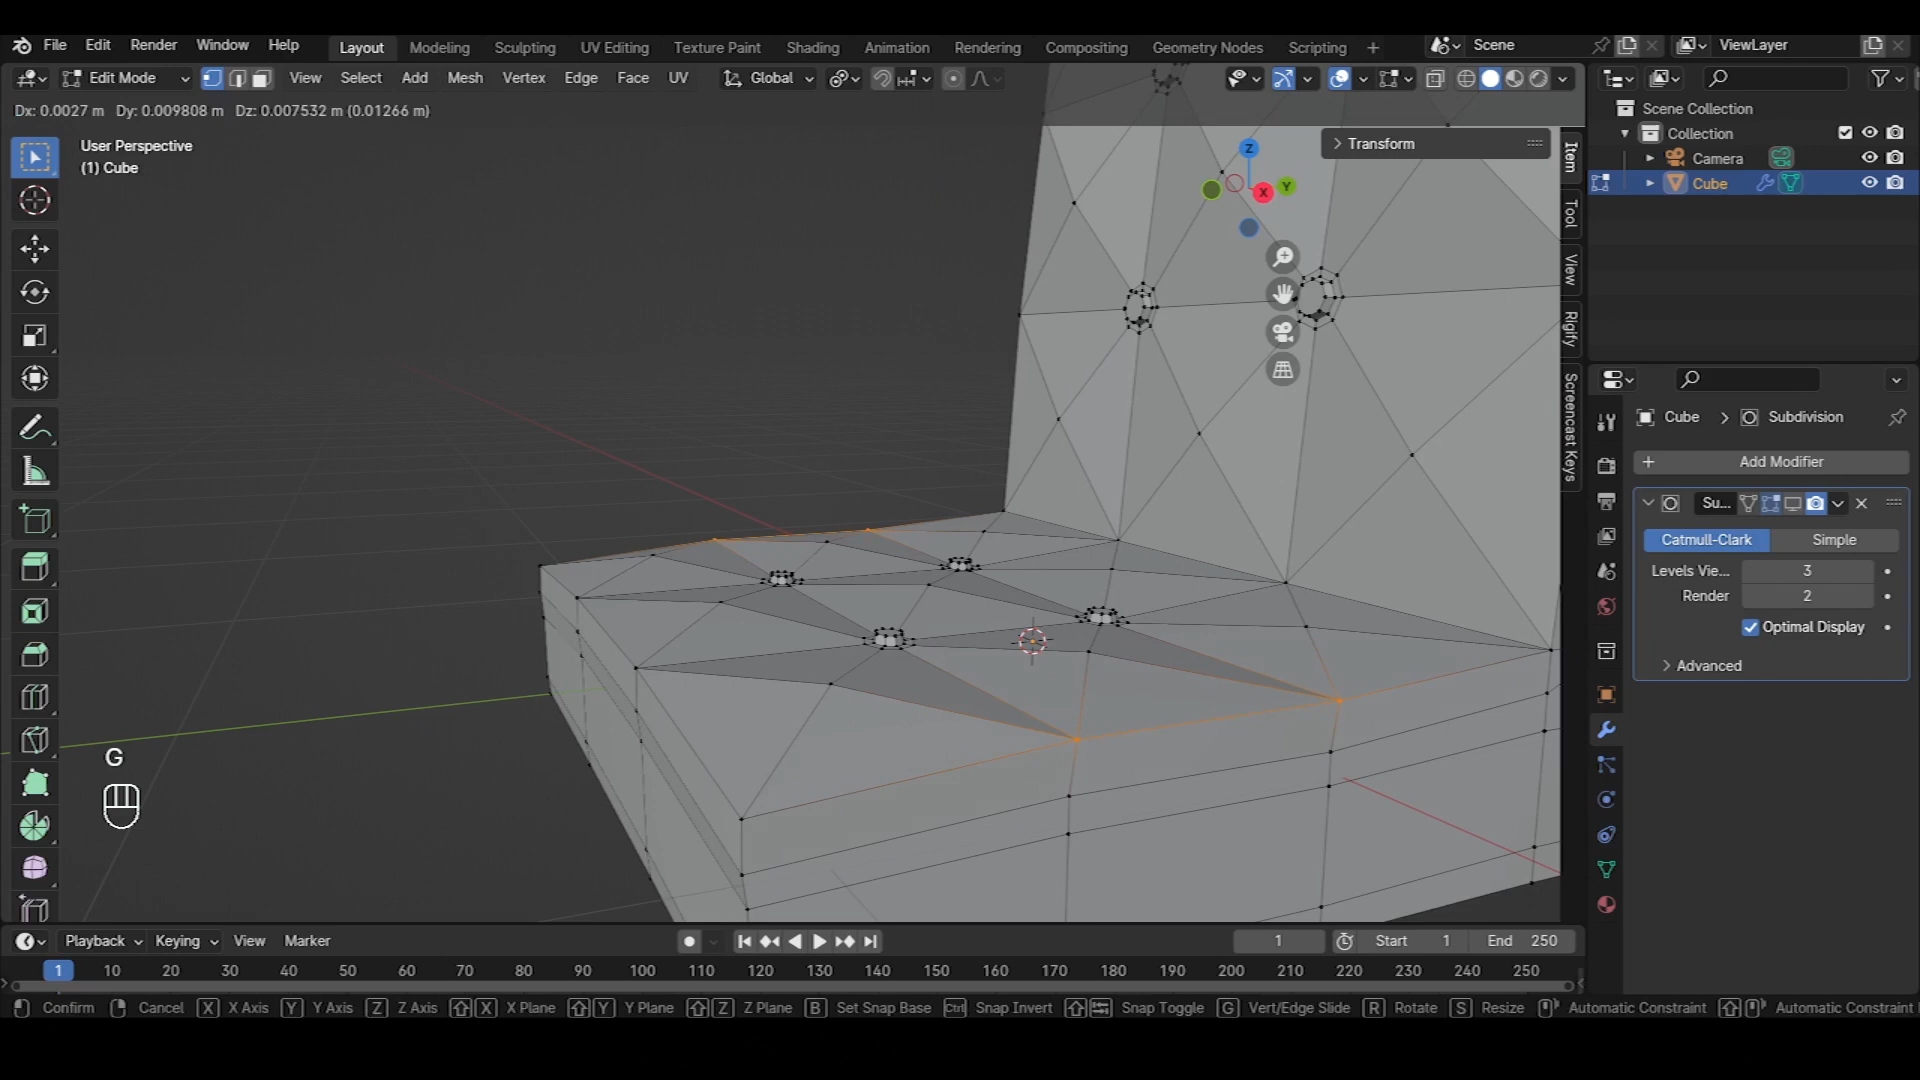 File Edit Render Window Help Layout Modeling Sculpting UV Editing Texture Paint Shading Animation Rendering Compositing Geometry Nodes Scripting + Scene ViewLayer
Edit Mode View Select Add Mesh Vertex Edge Face UV Global
Dx: 0.0027 m Dy: 0.009808 m Dz: 0.007532 m (0.01266 m)
User Perspective
(1) Cube
Transform
Z
X
Y
Item
Tool
View
Rigify
Screencast Keys
Scene Collection
Collection
Camera
Cube
Cube > Subdivision
+ Add Modifier
Su...
Catmull-Clark Simple
Levels Vie... 3
Render 2
Optimal Display
> Advanced
G
Playback Keying View Marker 1 Start 1 End 250
1 10 20 30 40 50 60 70 80 90 100 110 120 130 140 150 160 170 180 190 200 210 220 230 240 250
Confirm Cancel X X Axis Y Y Axis Z Z Axis X X Plane Y Y Plane Z Z Plane B Set Snap Base Ctrl Snap Invert Snap Toggle G Vert/Edge Slide R Rotate S Resize Automatic Constraint Automatic Constraint